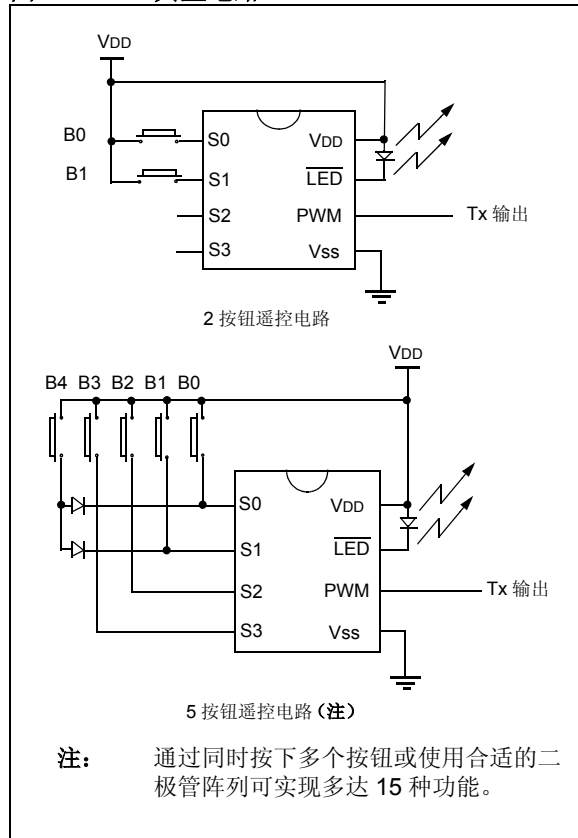 VDD
B0
B1
S0
S1
S2
S3
VDD
LED
PWM
Vss
Tx 输出
2 按钮遥控电路
VDD
B4 B3 B2 B1 B0
S0
S1
S2
S3
VDD
LED
PWM
Vss
Tx 输出
5 按钮遥控电路(注)
注: 通过同时按下多个按钮或使用合适的二
极管阵列可实现多达 15 种功能。